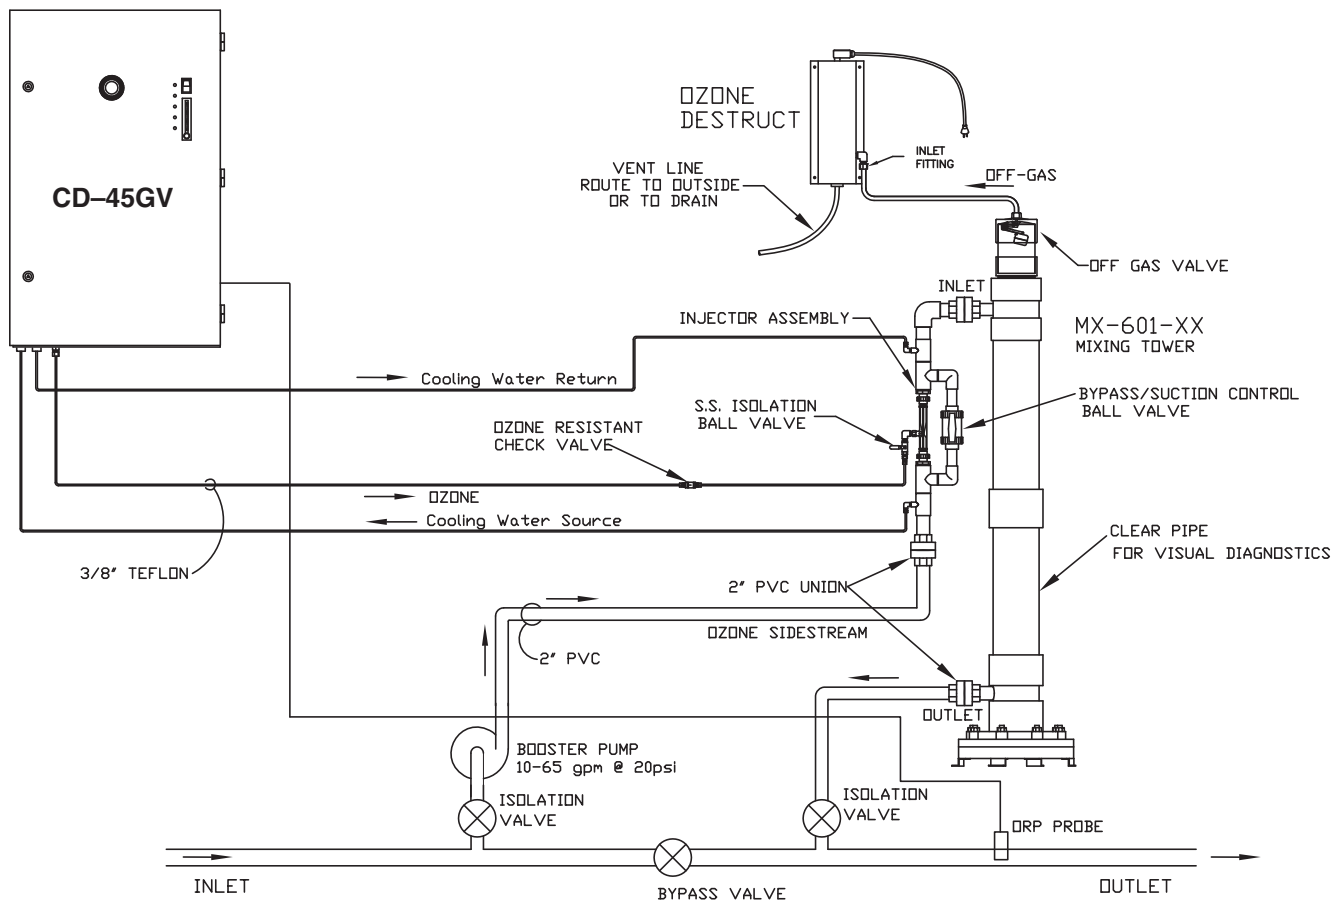 OZONE
DESTRUCT
INLET
FITTING
VENT LINE
ROUTE TO OUTSIDE
OR TO DRAIN
OFF-GAS
CD–45GV
OFF GAS VALVE
INLET
INJECTOR ASSEMBLY
MX-601-XX
MIXING TOWER
Cooling Water Return
S.S. ISOLATION
BALL VALVE
BYPASS/SUCTION CONTROL
BALL VALVE
OZONE RESISTANT
CHECK VALVE
OZONE
Cooling Water Source
CLEAR PIPE
FOR VISUAL DIAGNOSTICS
3/8" TEFLON
2" PVC UNION
OZONE SIDESTREAM
2" PVC
OUTLET
BOOSTER PUMP
10-65 gpm @ 20psi
ISOLATION
VALVE
ISOLATION
VALVE
ORP PROBE
INLET
BYPASS VALVE
OUTLET